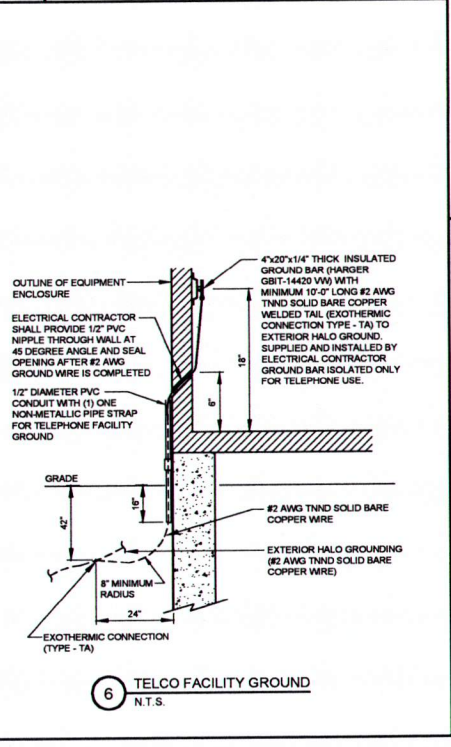 4"x20"x1/4" THICK INSULATED
GROUND BAR (HARGER
GBIT-14420 VW) WITH
MINIMUM 10'-0" LONG #2 AWG
TNND SOLID BARE COPPER
WELDED TAIL (EXOTHERMIC
CONNECTION TYPE - TA) TO
EXTERIOR HALO GROUND.
SUPPLIED AND INSTALLED BY
ELECTRICAL CONTRACTOR
GROUND BAR ISOLATED ONLY
FOR TELEPHONE USE.
OUTLINE OF EQUIPMENT
ENCLOSURE
ELECTRICAL CONTRACTOR
SHALL PROVIDE 1/2" PVC
NIPPLE THROUGH WALL AT
45 DEGREE ANGLE AND SEAL
OPENING AFTER #2 AWG
GROUND WIRE IS COMPLETED
1/2" DIAMETER PVC
CONDUIT WITH (1) ONE
NON-METALLIC PIPE STRAP
FOR TELEPHONE FACILITY
GROUND
18"
6"
GRADE
42"
16"
#2 AWG TNND SOLID BARE
COPPER WIRE
EXTERIOR HALO GROUNDING
(#2 AWG TNND SOLID BARE
COPPER WIRE)
8" MINIMUM
RADIUS
24"
EXOTHERMIC CONNECTION
(TYPE - TA)
6
TELCO FACILITY GROUND
N.T.S.